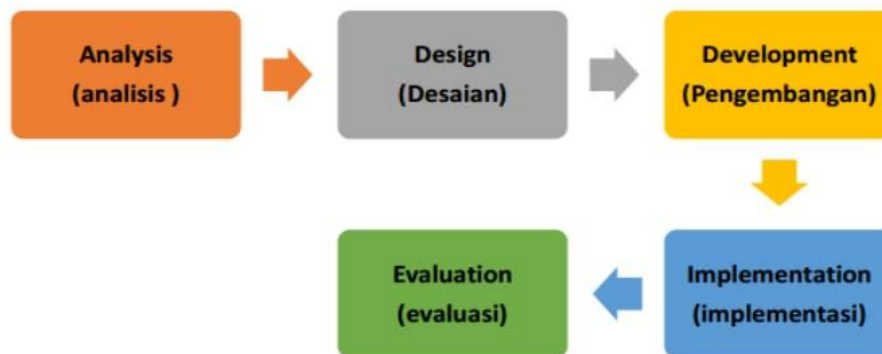 Analysis
(analisis )
Design
(Desaian)
Development
(Pengembangan)
Implementation
(implementasi)
Evaluation
(evaluasi)